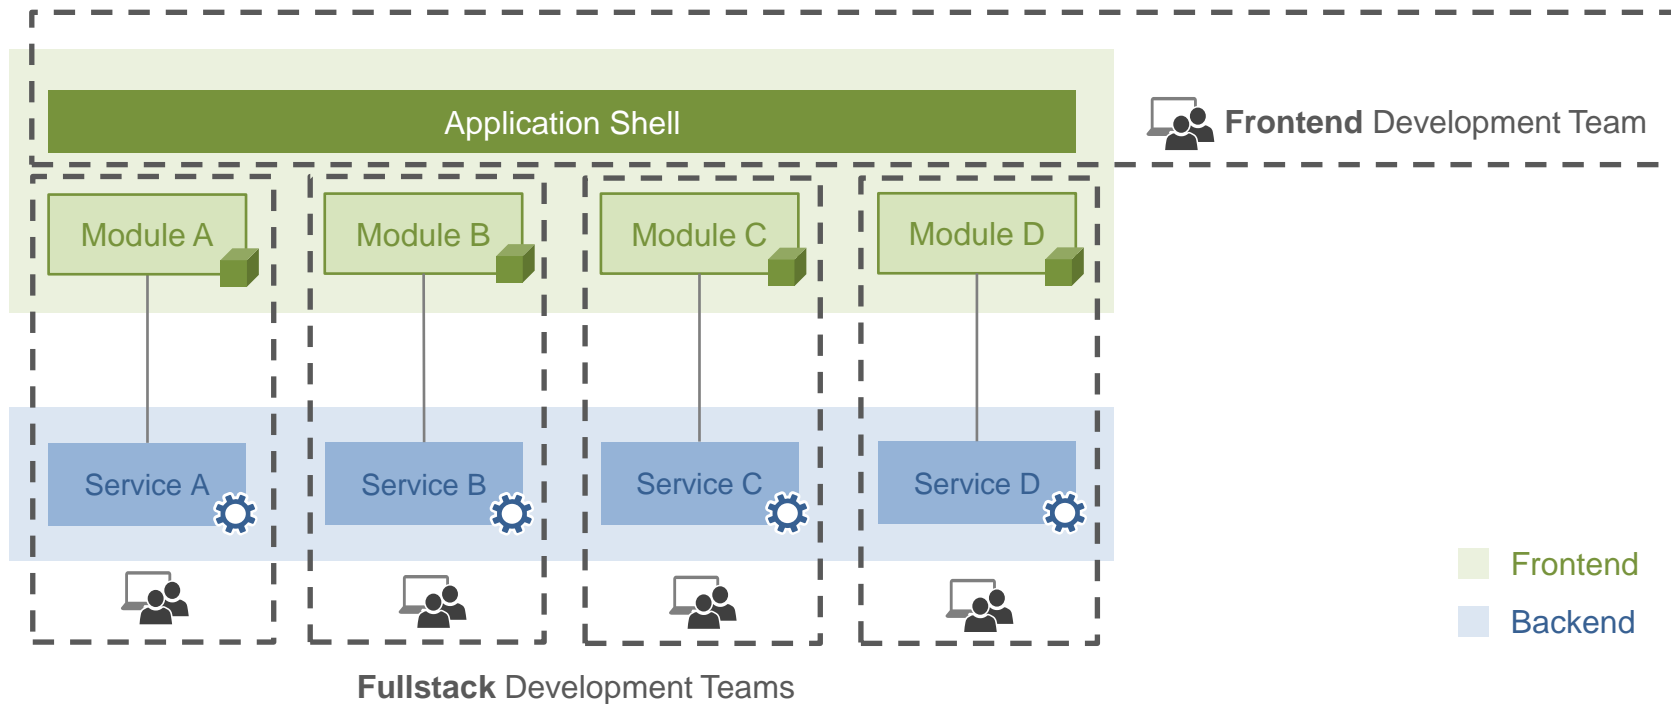 Application Shell
Frontend Development Team
Module A
Module B
Module C
Module D
Service A
Service B
Service C
Service D
Frontend
Backend
Fullstack Development Teams